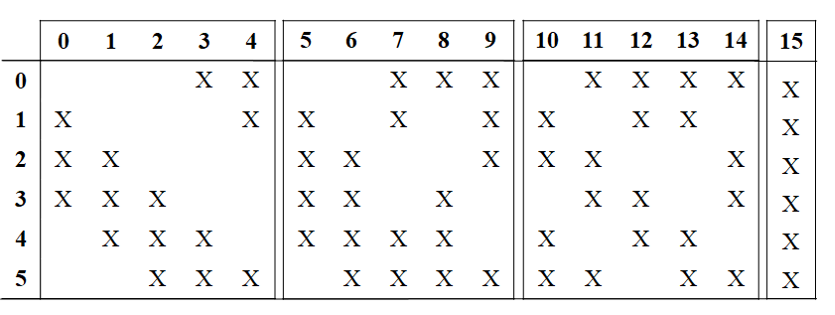 0 1 2 3 4 5 6 7 8 9 10 11 12 13 14 15
0 X X X X X X X X X X
1 X X X X X X X X X X
2 X X X X X X X X X X
3 X X X X X X X X X X
4 X X X X X X X X X X X
5 X X X X X X X X X X X X